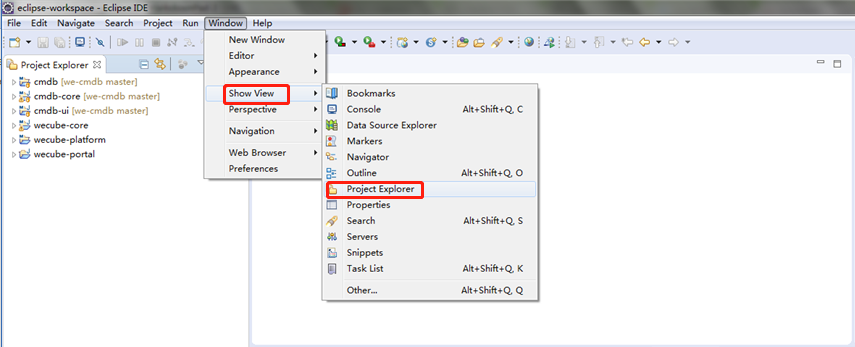 eclipse-workspace - Eclipse IDE
File Edit Navigate Search Project Run Window Help
Project Explorer
cmdb [we-cmdb master]
cmdb-core [we-cmdb master]
cmdb-ui [we-cmdb master]
wecube-core
wecube-platform
wecube-portal
New Window
Editor
Appearance
Show View
Perspective
Navigation
Web Browser
Preferences
Bookmarks
Console Alt+Shift+Q, C
Data Source Explorer
Markers
Navigator
Outline Alt+Shift+Q, O
Project Explorer
Properties
Search Alt+Shift+Q, S
Servers
Snippets
Task List Alt+Shift+Q, K
Other... Alt+Shift+Q, Q